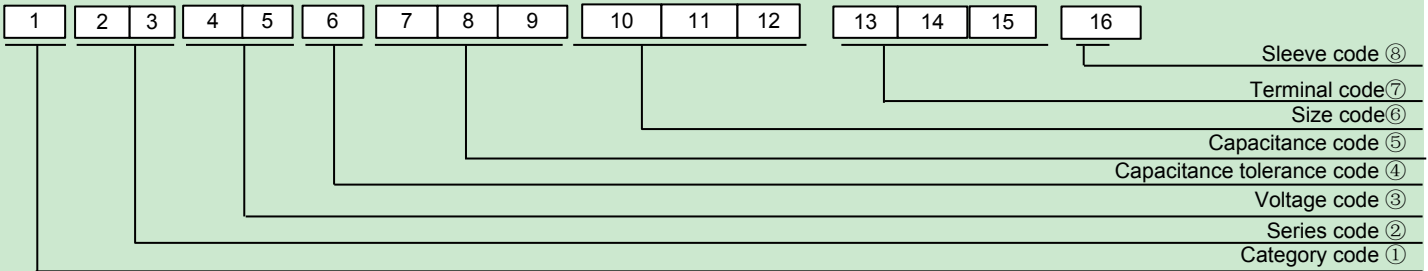 1 2 3 4 5 6 7 8 9 10 11 12 13 14 15 16
Sleeve code ⑧
Terminal code⑦
Size code⑥
Capacitance code ⑤
Capacitance tolerance code ④
Voltage code ③
Series code ②
Category code ①